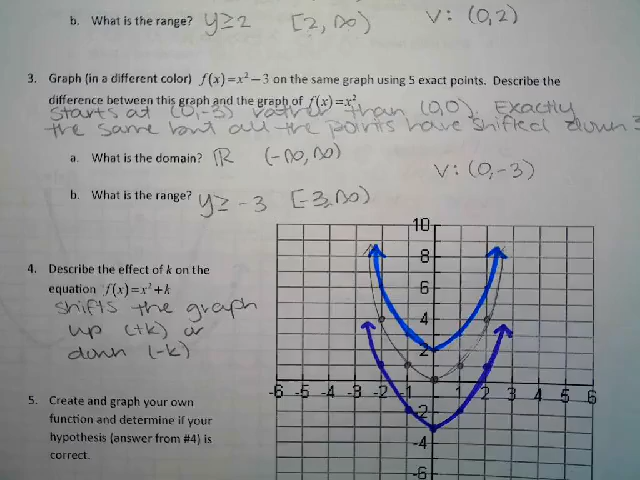 b. What is the range? y≥2 [2, ∞) V: (0,2)
3. Graph (in a different color) f(x)=x²−3 on the same graph using 5 exact points. Describe the
difference between this graph and the graph of f(x)=x².
starts at (0,-3) rather than (0,0). Exactly
the same but all the points have shifted down 3
a. What is the domain? ℝ (-∞,∞)
V: (0,-3)
b. What is the range? y≥-3 [-3,∞)
4. Describe the effect of k on the
equation f(x)=x²+k
shifts the graph
up (+k) or
down (-k)
5. Create and graph your own
function and determine if your
hypothesis (answer from #4) is
correct.
10
8
6
4
2
-6 -5 -4 -3 -2 -1 0 1 2 3 4 5 6
-2
-4
-6